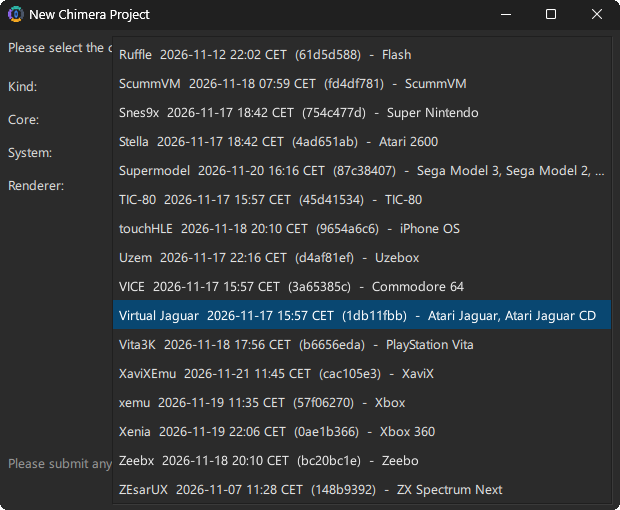 New Chimera Project
Please select the c
Kind:
Core:
System:
Renderer:
Ruffle 2026-11-12 22:02 CET (61d5d588) - Flash
ScummVM 2026-11-18 07:59 CET (fd4df781) - ScummVM
Snes9x 2026-11-17 18:42 CET (754c477d) - Super Nintendo
Stella 2026-11-17 18:42 CET (4ad651ab) - Atari 2600
Supermodel 2026-11-20 16:16 CET (87c38407) - Sega Model 3, Sega Model 2, ...
TIC-80 2026-11-17 15:57 CET (45d41534) - TIC-80
touchHLE 2026-11-18 20:10 CET (9654a6c6) - iPhone OS
Uzem 2026-11-17 22:16 CET (d4af81ef) - Uzebox
VICE 2026-11-17 15:57 CET (3a65385c) - Commodore 64
Virtual Jaguar 2026-11-17 15:57 CET (1db11fbb) - Atari Jaguar, Atari Jaguar CD
Vita3K 2026-11-18 17:56 CET (b6656eda) - PlayStation Vita
XaviXEmu 2026-11-21 11:45 CET (cac105e3) - XaviX
xemu 2026-11-19 11:35 CET (57f06270) - Xbox
Xenia 2026-11-19 22:06 CET (0ae1b366) - Xbox 360
Zeebx 2026-11-18 20:10 CET (bc20bc1e) - Zeebo
ZEsarUX 2026-11-07 11:28 CET (148b9392) - ZX Spectrum Next
Please submit any